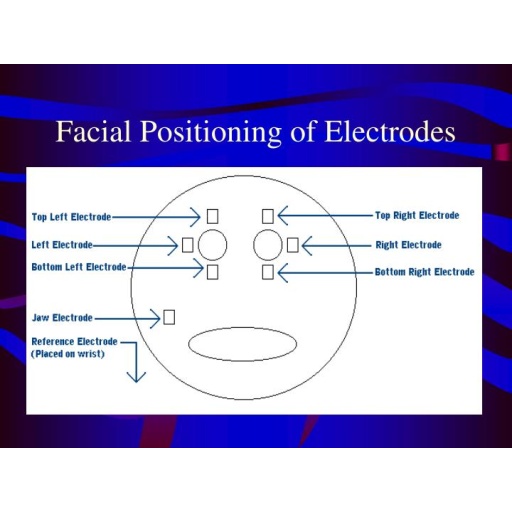 Facial Positioning of Electrodes
Top Left Electrode
Top Right Electrode
Left Electrode
Right Electrode
Bottom Left Electrode
Bottom Right Electrode
Jaw Electrode
Reference Electrode
(Placed on wrist)